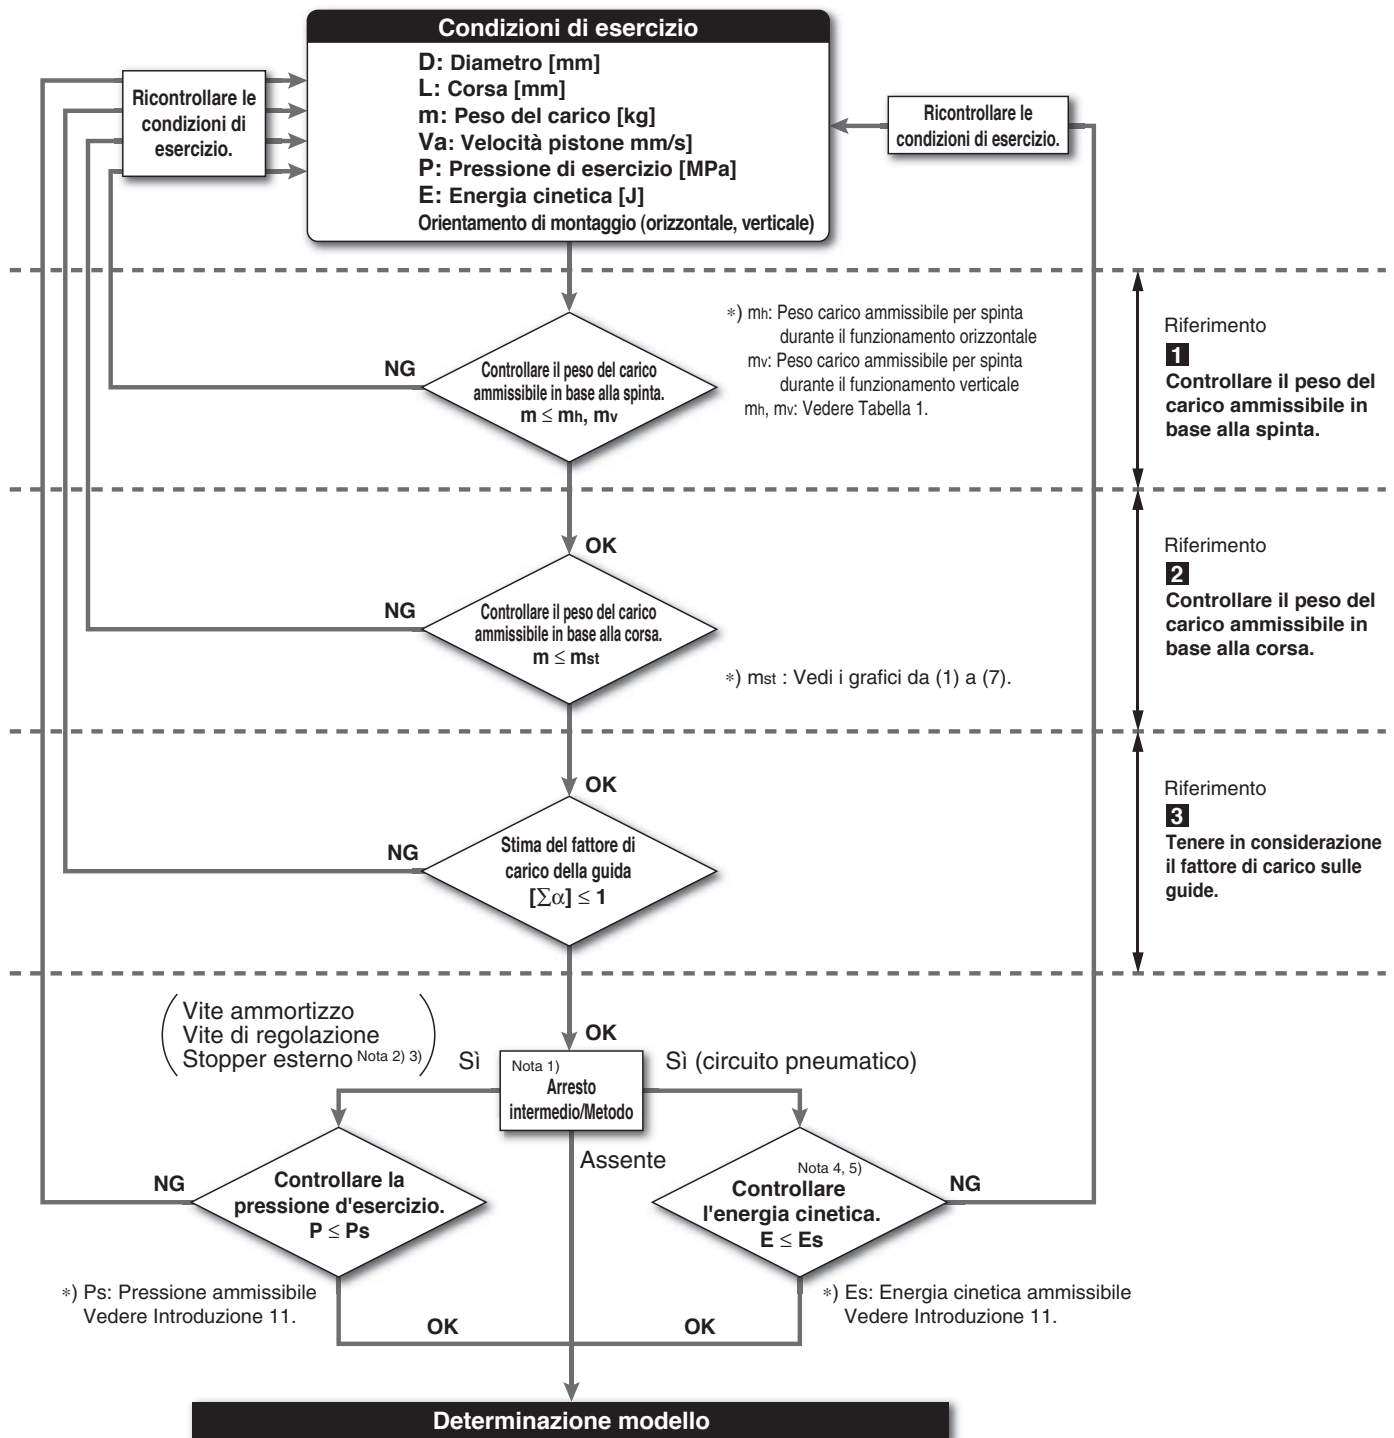 Condizioni di esercizio
D: Diametro [mm]
L: Corsa [mm]
m: Peso del carico [kg]
Va: Velocità pistone mm/s]
P: Pressione di esercizio [MPa]
E: Energia cinetica [J]
Orientamento di montaggio (orizzontale, verticale)
Ricontrollare le
condizioni di
esercizio.
Ricontrollare le
condizioni di esercizio.
NG
Controllare il peso del carico
ammissibile in base alla spinta.
m ≤ mh, mv
*) mh: Peso carico ammissibile per spinta
durante il funzionamento orizzontale
mv: Peso carico ammissibile per spinta
durante il funzionamento verticale
mh, mv: Vedere Tabella 1.
Riferimento
1
Controllare il peso del
carico ammissibile in
base alla spinta.
OK
NG
Controllare il peso del carico
ammissibile in base alla corsa.
m ≤ mst
*) mst : Vedi i grafici da (1) a (7).
Riferimento
2
Controllare il peso del
carico ammissibile in
base alla corsa.
OK
NG
Stima del fattore di
carico della guida
[∑α] ≤ 1
Riferimento
3
Tenere in considerazione
il fattore di carico sulle
guide.
Vite ammortizzo
Vite di regolazione
Stopper esterno Nota 2) 3)
OK
Sì
Nota 1)
Arresto
intermedio/Metodo
Sì (circuito pneumatico)
Assente
NG
Controllare la
pressione d'esercizio.
P ≤ Ps
Nota 4, 5)
Controllare
l'energia cinetica.
E ≤ Es
NG
*) Ps: Pressione ammissibile
Vedere Introduzione 11.
*) Es: Energia cinetica ammissibile
Vedere Introduzione 11.
OK
OK
Determinazione modello